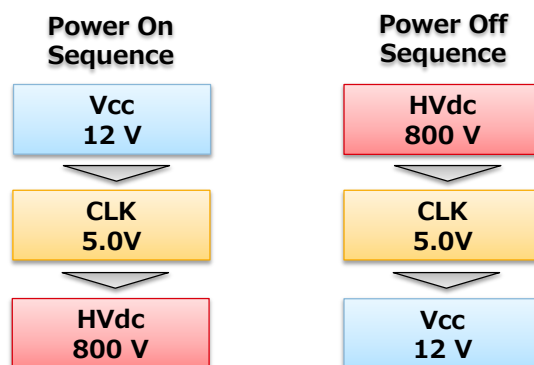 Power On
Sequence
Vcc
12 V
CLK
5.0V
HVdc
800 V
Power Off
Sequence
HVdc
800 V
CLK
5.0V
Vcc
12 V